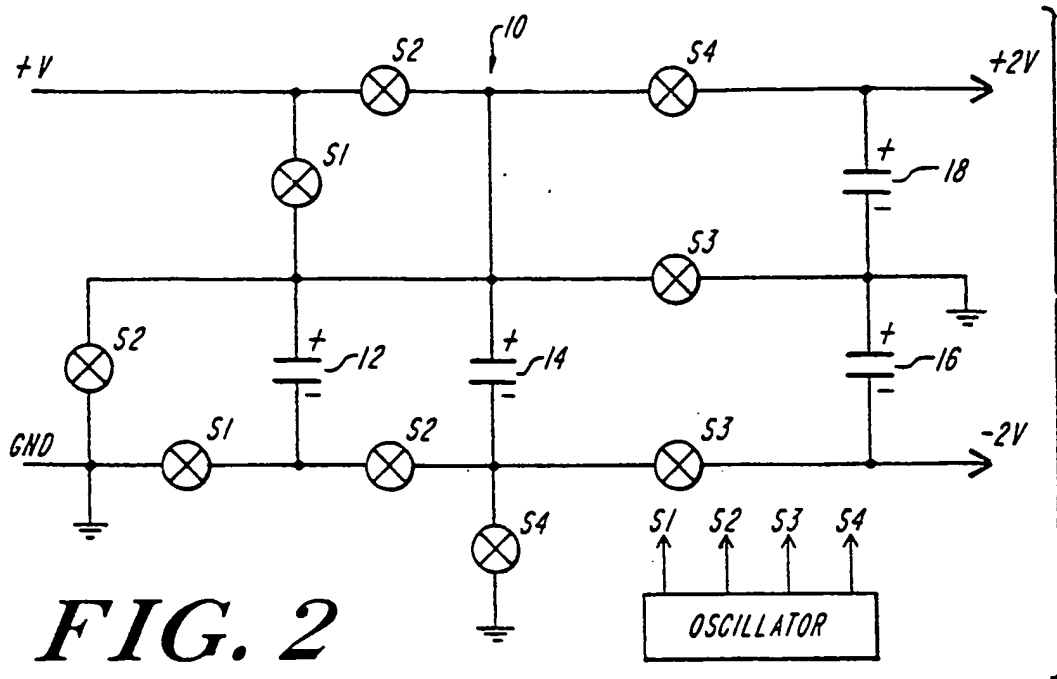 10
+V
S2
S4
+2V
S1
+
18
-
S3
S2
+
12
-
+
14
-
+
16
-
GND
S1
S2
S3
-2V
S4
S1 S2 S3 S4
OSCILLATOR
FIG. 2